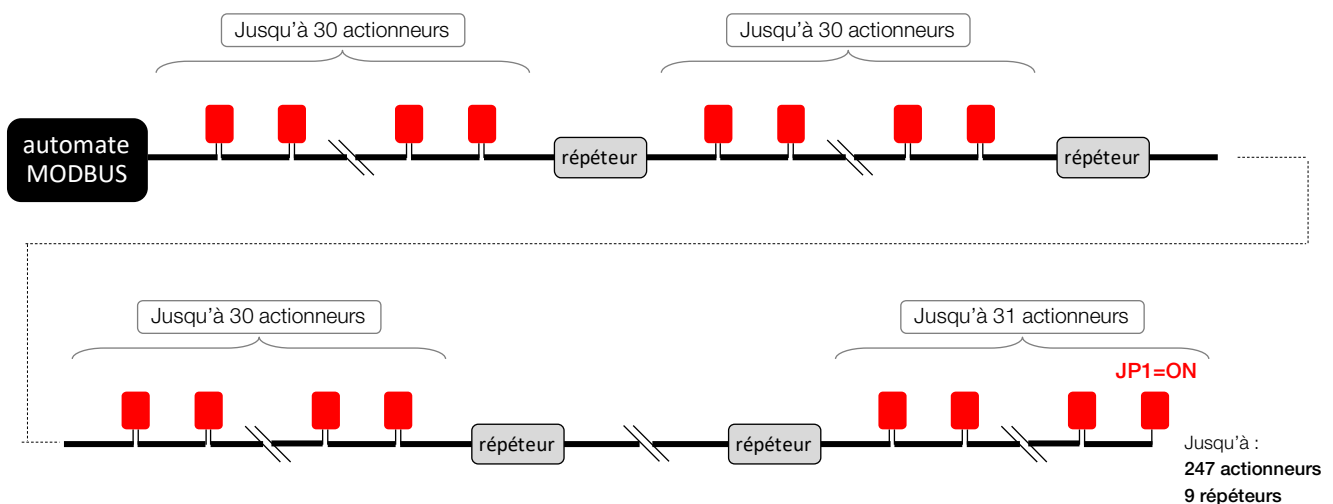 Jusqu'à 30 actionneurs
Jusqu'à 30 actionneurs
automate
MODBUS
répéteur
répéteur
Jusqu'à 30 actionneurs
Jusqu'à 31 actionneurs
JP1=ON
répéteur
répéteur
Jusqu'à :
247 actionneurs
9 répéteurs